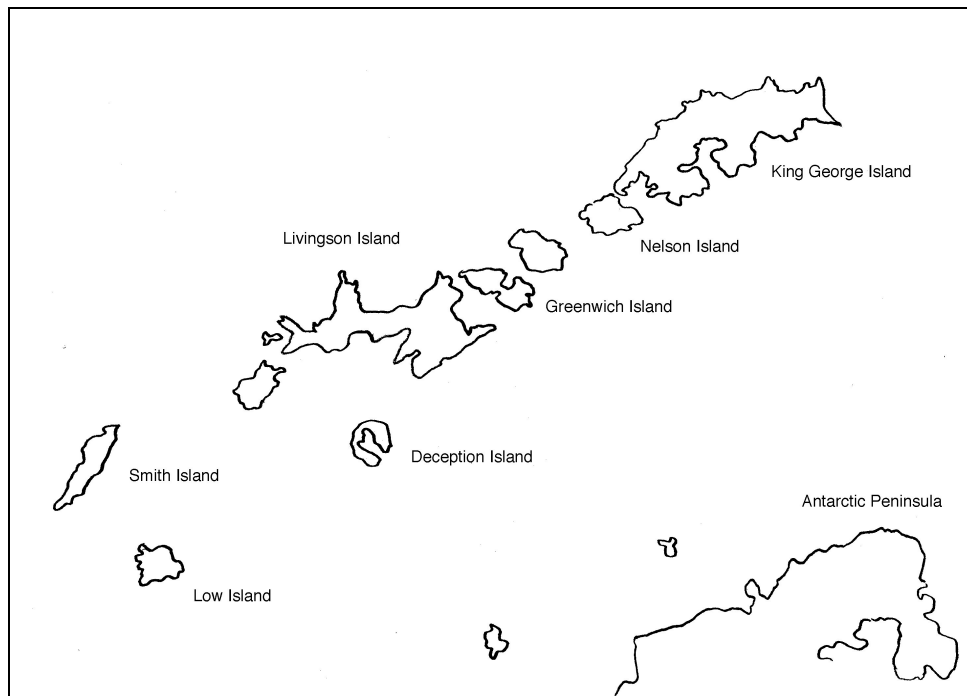 King George Island
Livingson Island
Nelson Island
Greenwich Island
Deception Island
Smith Island
Antarctic Peninsula
Low Island